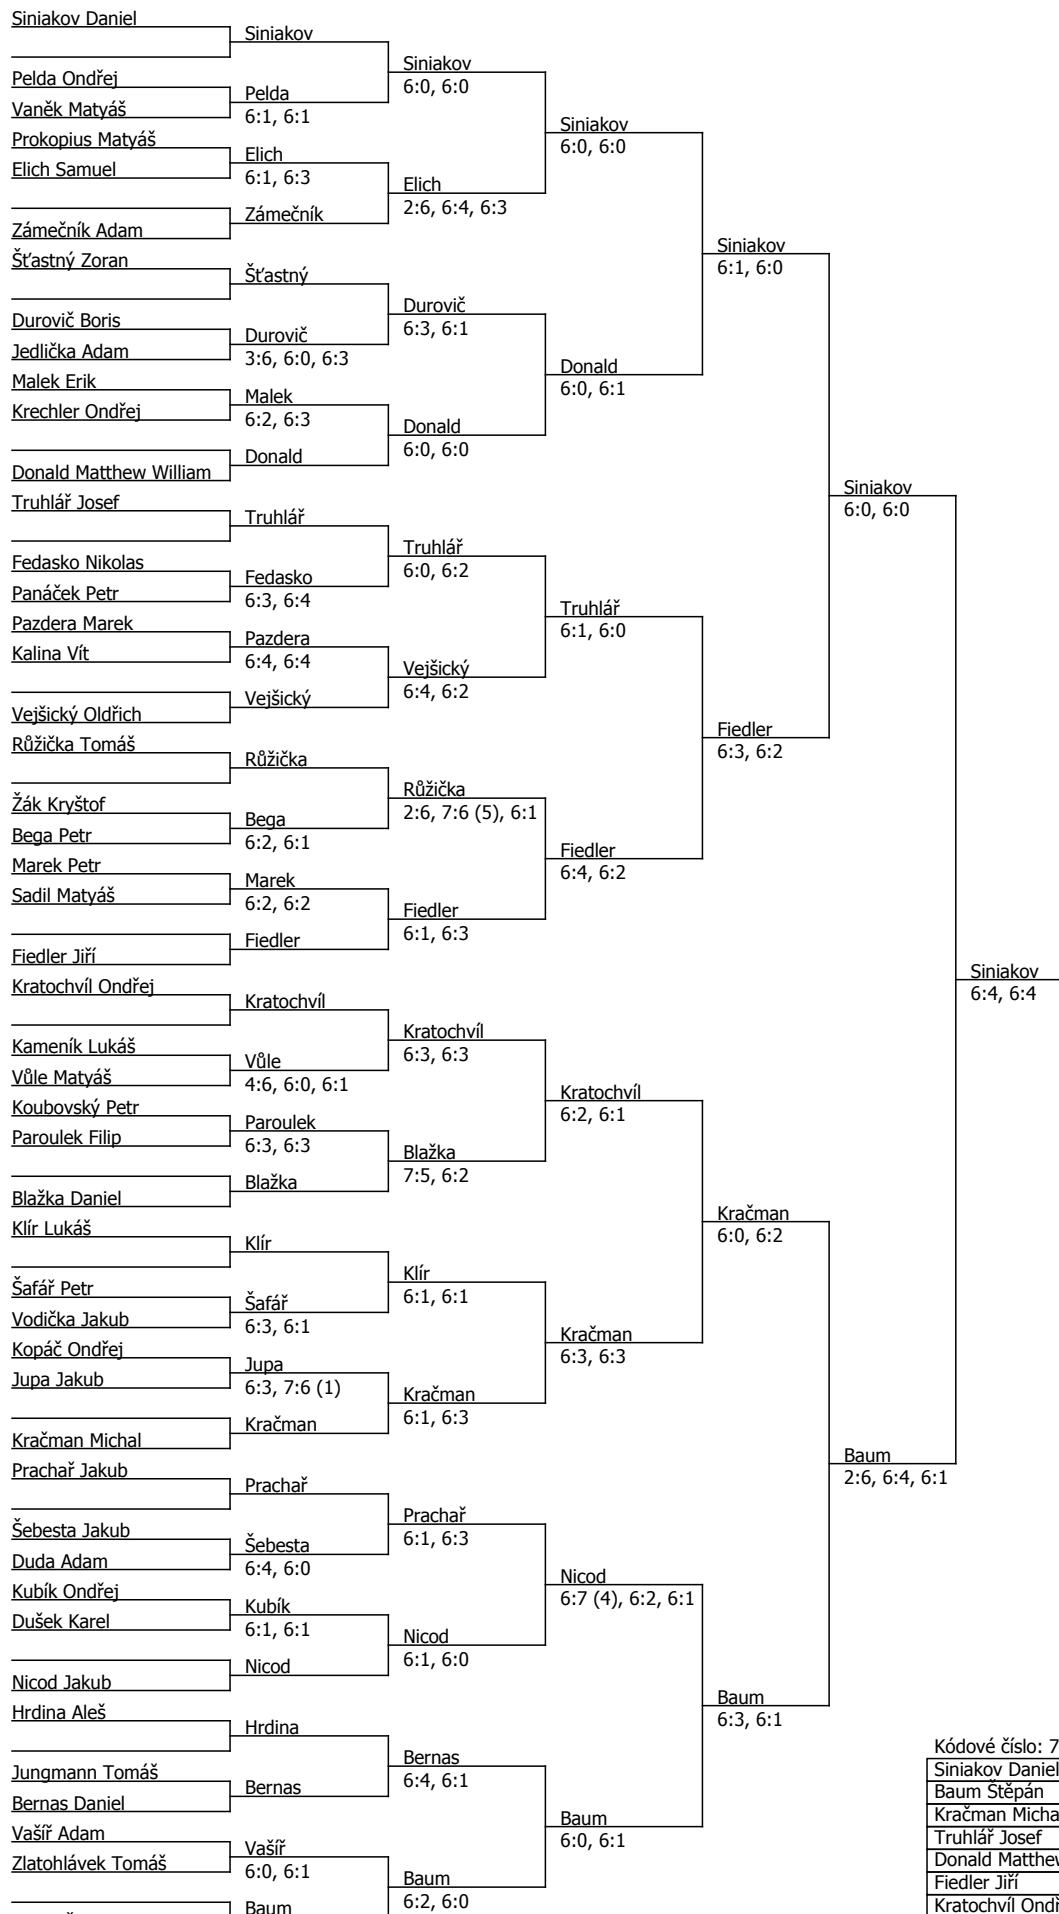 Siniakov Daniel
Siniakov
Siniakov
6:0, 6:0
Pelda Ondřej
Pelda
Vaněk Matyáš
6:1, 6:1
Siniakov
6:0, 6:0
Prokopius Matyáš
Elich
Elich Samuel
6:1, 6:3
Elich
2:6, 6:4, 6:3
Zámečník
Zámečník Adam
Siniakov
6:1, 6:0
Šťastný Zoran
Šťastný
Durovič
6:3, 6:1
Durovič Boris
Durovič
Jedlička Adam
3:6, 6:0, 6:3
Donald
6:0, 6:1
Malek Erik
Malek
Krechler Ondřej
6:2, 6:3
Donald
6:0, 6:0
Donald
Donald Matthew William
Siniakov
6:0, 6:0
Truhlář Josef
Truhlář
Truhlář
6:0, 6:2
Fedasko Nikolas
Fedasko
Panáček Petr
6:3, 6:4
Truhlář
6:1, 6:0
Pazdera Marek
Pazdera
Kalina Vít
6:4, 6:4
Vejšický
6:4, 6:2
Vejšický
Vejšický Oldřich
Fiedler
6:3, 6:2
Růžička Tomáš
Růžička
Růžička
2:6, 7:6 (5), 6:1
Žák Kryštof
Bega
Bega Petr
6:2, 6:1
Fiedler
6:4, 6:2
Marek Petr
Marek
Sadil Matyáš
6:2, 6:2
Fiedler
6:1, 6:3
Fiedler
Fiedler Jiří
Siniakov
6:4, 6:4
Kratochvíl Ondřej
Kratochvíl
Kratochvíl
6:3, 6:3
Kameník Lukáš
Vůle
Vůle Matyáš
4:6, 6:0, 6:1
Kratochvíl
6:2, 6:1
Koubovský Petr
Paroulek
Paroulek Filip
6:3, 6:3
Blažka
7:5, 6:2
Blažka
Blažka Daniel
Kračman
6:0, 6:2
Klír Lukáš
Klír
Klír
6:1, 6:1
Šafář Petr
Šafář
Vodička Jakub
6:3, 6:1
Kračman
6:3, 6:3
Kopáč Ondřej
Jupa
Jupa Jakub
6:3, 7:6 (1)
Kračman
6:1, 6:3
Kračman
Kračman Michal
Baum
2:6, 6:4, 6:1
Prachař Jakub
Prachař
Prachař
6:1, 6:3
Šebesta Jakub
Šebesta
Duda Adam
6:4, 6:0
Nicod
6:7 (4), 6:2, 6:1
Kubík Ondřej
Kubík
Dušek Karel
6:1, 6:1
Nicod
6:1, 6:0
Nicod
Nicod Jakub
Baum
6:3, 6:1
Hrdina Aleš
Hrdina
Bernas
6:4, 6:1
Jungmann Tomáš
Bernas
Bernas Daniel
Baum
6:0, 6:1
Vašíř Adam
Vašíř
Zlatohlávek Tomáš
6:0, 6:1
Baum
6:2, 6:0
Baum
Kódové číslo: 7
Siniakov Daniel
Baum Štěpán
Kračman Micha
Truhlář Josef
Donald Matthew
Fiedler Jiří
Kratochvíl Ondř